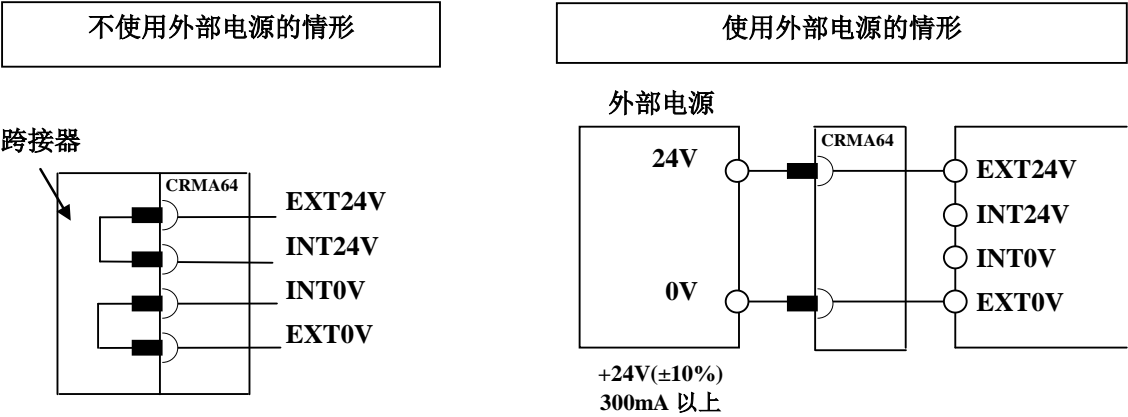 不使用外部电源的情形
跨接器
CRMA64
EXT24V
INT24V
INT0V
EXT0V
使用外部电源的情形
外部电源
24V
0V
CRMA64
EXT24V
INT24V
INT0V
EXT0V
+24V(±10%)
300mA 以上